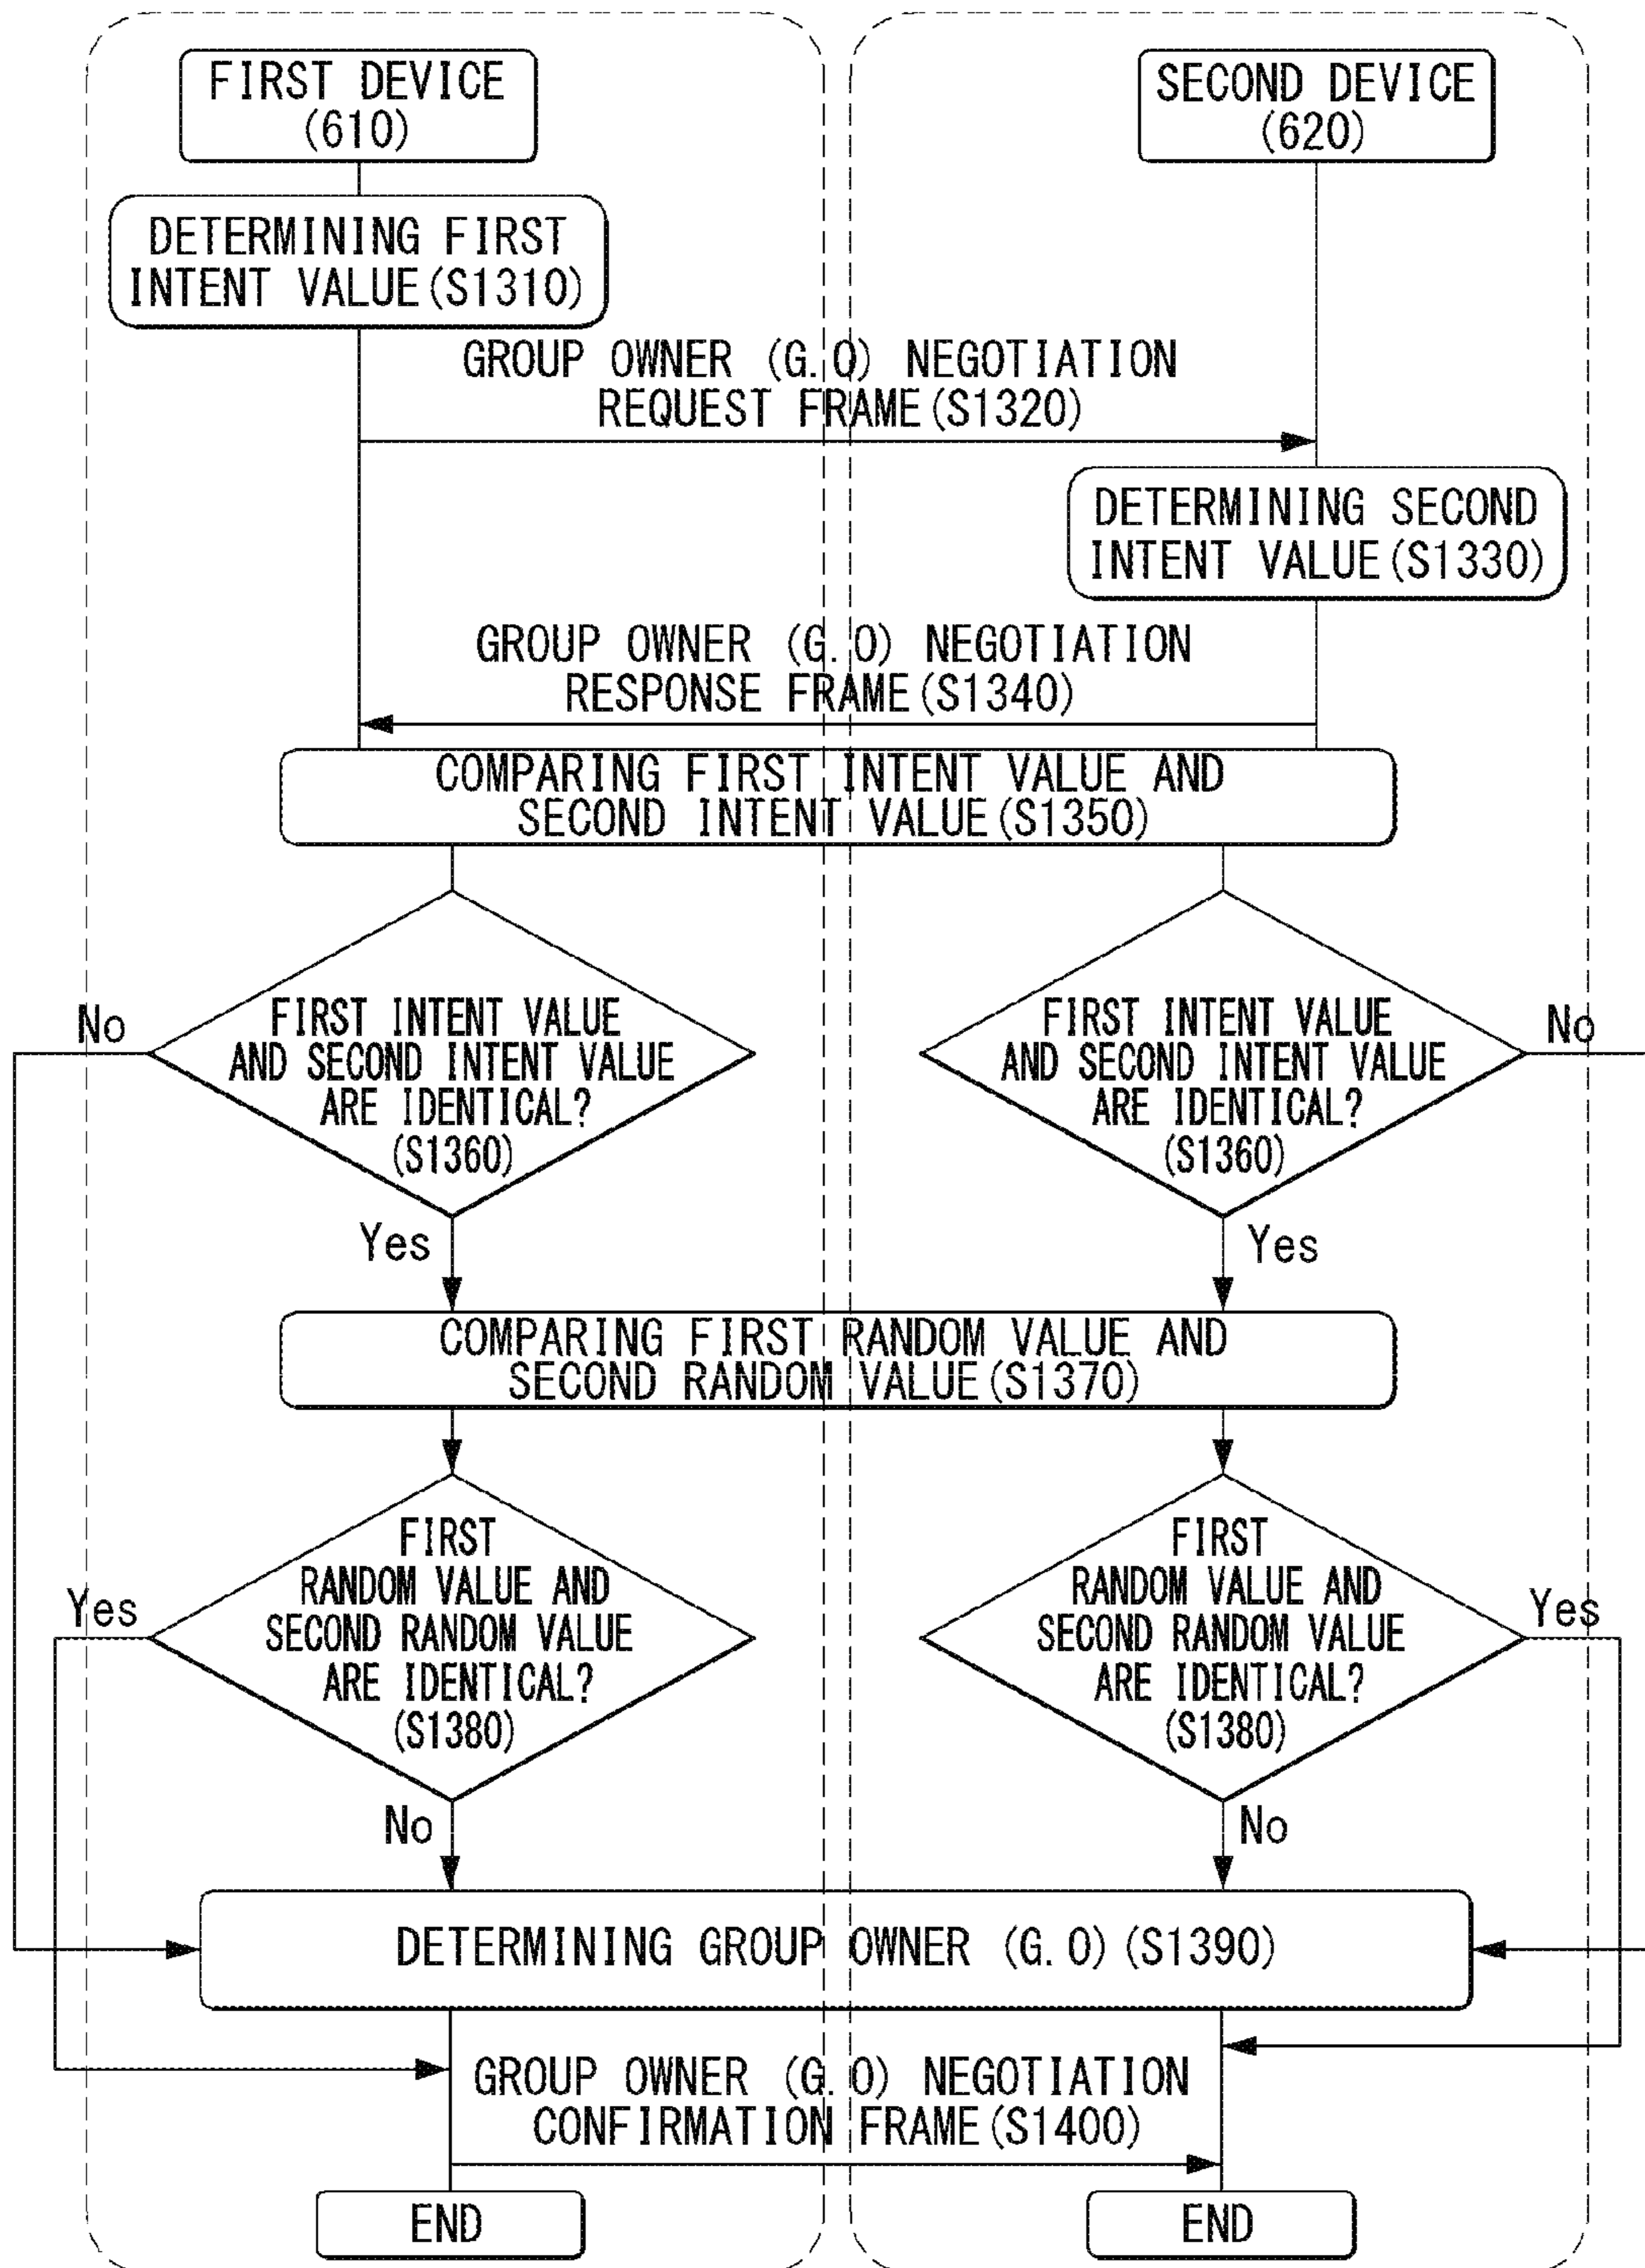 FIRST DEVICE
(610)
SECOND DEVICE
(620)
DETERMINING FIRST
INTENT VALUE(S1310)
GROUP OWNER (G.O) NEGOTIATION
REQUEST FRAME(S1320)
DETERMINING SECOND
INTENT VALUE(S1330)
GROUP OWNER (G.O) NEGOTIATION
RESPONSE FRAME(S1340)
COMPARING FIRST INTENT VALUE AND
SECOND INTENT VALUE(S1350)
No
FIRST INTENT VALUE
AND SECOND INTENT VALUE
ARE IDENTICAL?
(S1360)
Yes
FIRST INTENT VALUE
AND SECOND INTENT VALUE
ARE IDENTICAL?
(S1360)
No
Yes
COMPARING FIRST RANDOM VALUE AND
SECOND RANDOM VALUE(S1370)
Yes
FIRST
RANDOM VALUE AND
SECOND RANDOM VALUE
ARE IDENTICAL?
(S1380)
No
FIRST
RANDOM VALUE AND
SECOND RANDOM VALUE
ARE IDENTICAL?
(S1380)
Yes
No
DETERMINING GROUP OWNER (G.O)(S1390)
GROUP OWNER (G.O) NEGOTIATION
CONFIRMATION FRAME(S1400)
END
END